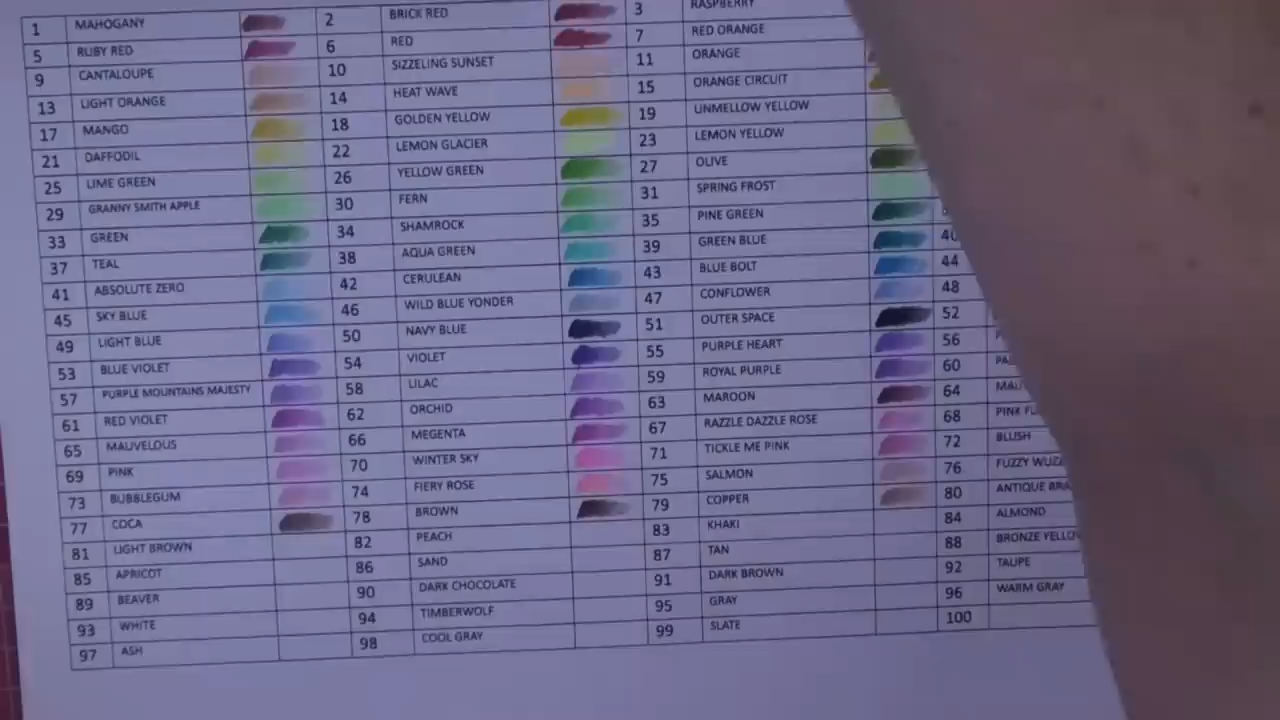 1 MAHOGANY 2 BRICK RED 3 RASPBERRY
5 RUBY RED 6 RED 7 RED ORANGE
9 CANTALOUPE 10 SIZZELING SUNSET 11 ORANGE
13 LIGHT ORANGE 14 HEAT WAVE 15 ORANGE CIRCUIT
17 MANGO 18 GOLDEN YELLOW 19 UNMELLOW YELLOW
21 DAFFODIL 22 LEMON GLACIER 23 LEMON YELLOW
25 LIME GREEN 26 YELLOW GREEN 27 OLIVE
29 GRANNY SMITH APPLE 30 FERN 31 SPRING FROST
33 GREEN 34 SHAMROCK 35 PINE GREEN
37 TEAL 38 AQUA GREEN 39 GREEN BLUE 40
41 ABSOLUTE ZERO 42 CERULEAN 43 BLUE BOLT 44
45 SKY BLUE 46 WILD BLUE YONDER 47 CONFLOWER 48
49 LIGHT BLUE 50 NAVY BLUE 51 OUTER SPACE 52
53 BLUE VIOLET 54 VIOLET 55 PURPLE HEART 56
57 PURPLE MOUNTAINS MAJESTY 58 LILAC 59 ROYAL PURPLE 60
61 RED VIOLET 62 ORCHID 63 MAROON 64
65 MAUVELOUS 66 MEGENTA 67 RAZZLE DAZZLE ROSE 68 PINK
69 PINK 70 WINTER SKY 71 TICKLE ME PINK 72 BLUSH
73 BUBBLEGUM 74 FIERY ROSE 75 SALMON 76 FUZZY
77 COCA 78 BROWN 79 COPPER 80 ANTIQUE
81 LIGHT BROWN 82 PEACH 83 KHAKI 84 ALMOND
85 APRICOT 86 SAND 87 TAN 88 BRONZE
89 BEAVER 90 DARK CHOCOLATE 91 DARK BROWN 92 TAUPE
93 WHITE 94 TIMBERWOLF 95 GRAY 96 WARM GRAY
97 ASH 98 COOL GRAY 99 SLATE 100